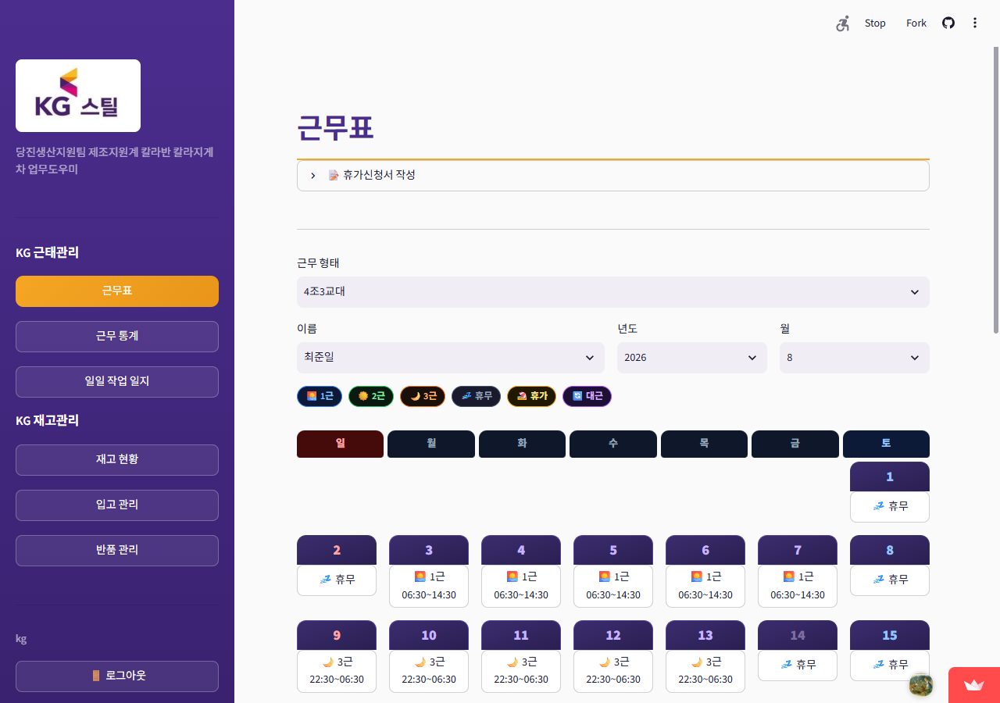 Stop Fork
KG 스틸
당진생산지원팀 제조지원계 칼라반 칼라지게
차 업무도우미
KG 근태관리
근무표
근무 통계
일일 작업 일지
KG 재고관리
재고 현황
입고 관리
반품 관리
kg
로그아웃
근무표
휴가신청서 작성
근무 형태
4조3교대
이름 년도 월
최준일 2026 8
1근 2근 3근 휴무 휴가 대근
일 월 화 수 목 금 토
1
휴무
2 3 4 5 6 7 8
휴무 1근 1근 1근 1근 1근 휴무
06:30~14:30 06:30~14:30 06:30~14:30 06:30~14:30 06:30~14:30
9 10 11 12 13 14 15
3근 3근 3근 3근 3근 휴무 휴무
22:30~06:30 22:30~06:30 22:30~06:30 22:30~06:30 22:30~06:30